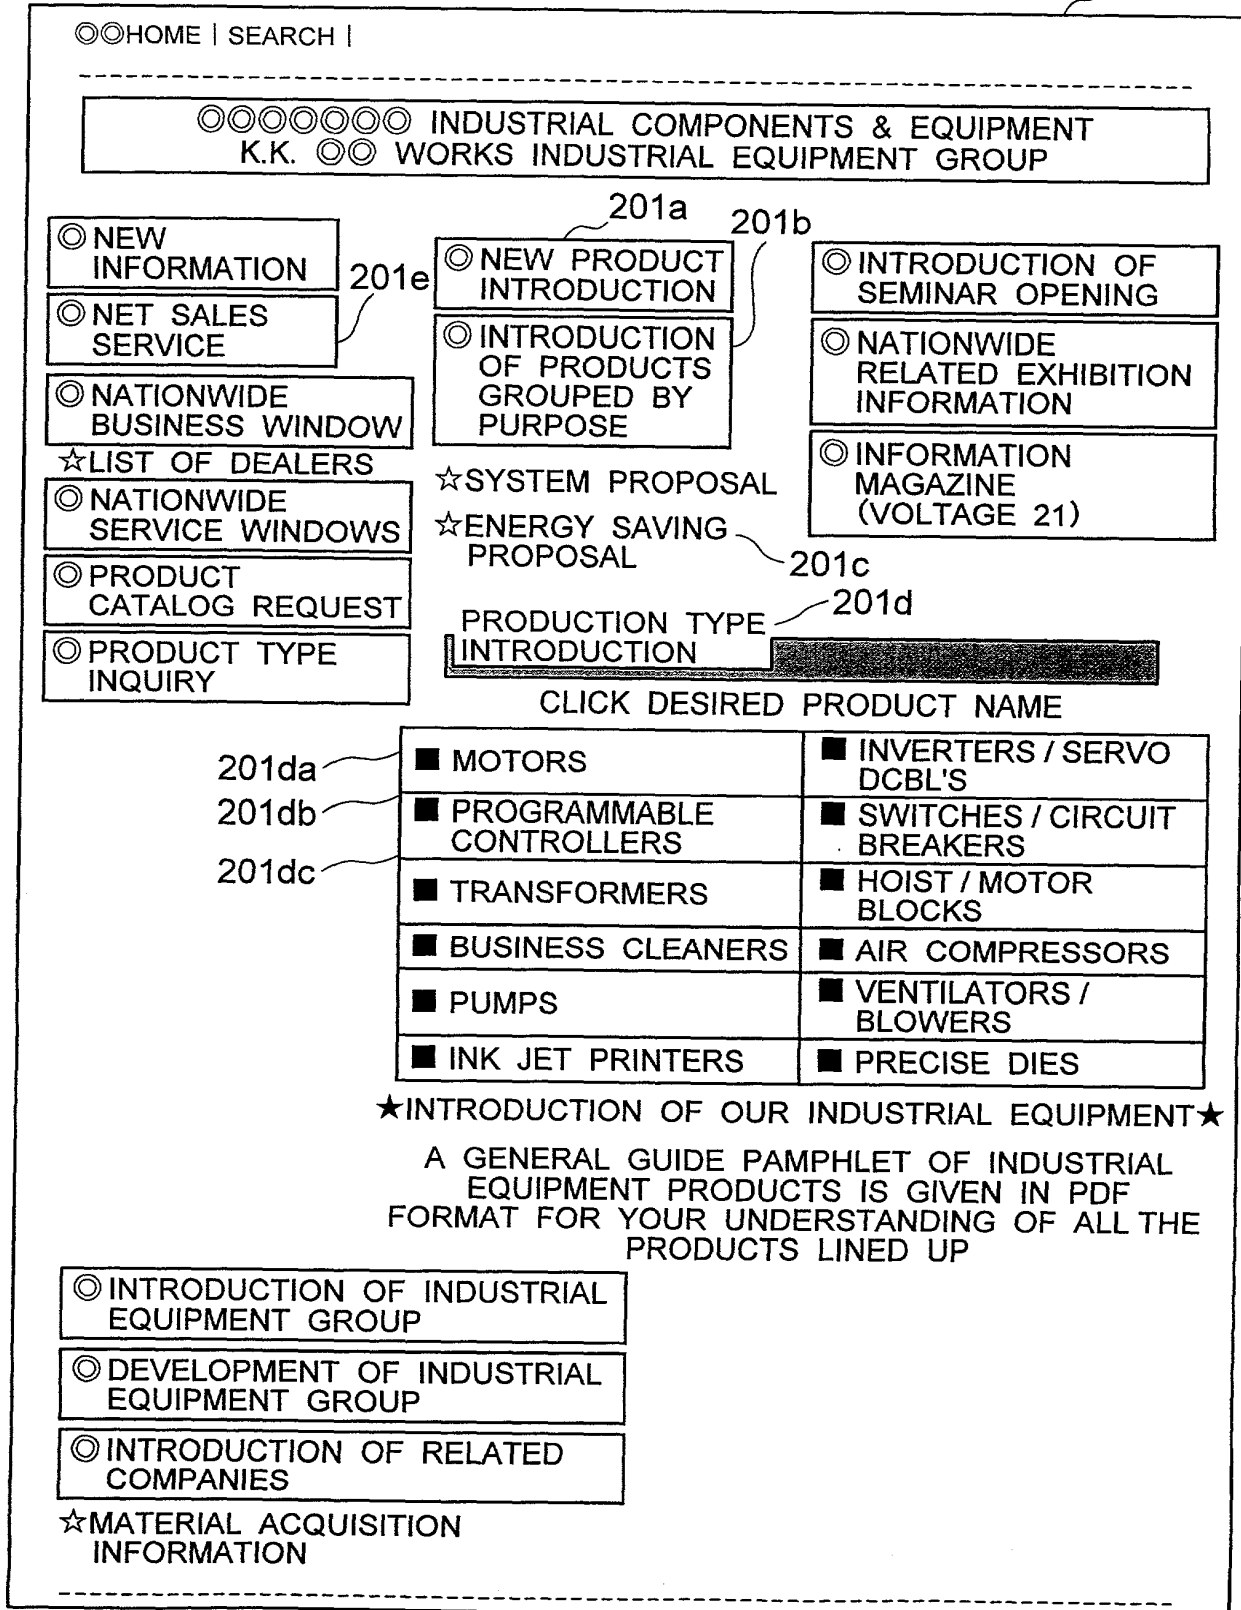 ◎◎HOME | SEARCH |
◎◎◎◎◎◎◎ INDUSTRIAL COMPONENTS & EQUIPMENT
K.K. ◎◎ WORKS INDUSTRIAL EQUIPMENT GROUP
◎ NEW
INFORMATION
201e
◎ NET SALES
SERVICE
◎ NATIONWIDE
BUSINESS WINDOW
☆LIST OF DEALERS
◎ NATIONWIDE
SERVICE WINDOWS
◎ PRODUCT
CATALOG REQUEST
◎ PRODUCT TYPE
INQUIRY
201a
201b
◎ NEW PRODUCT
INTRODUCTION
◎ INTRODUCTION
OF PRODUCTS
GROUPED BY
PURPOSE
☆SYSTEM PROPOSAL
☆ENERGY SAVING
PROPOSAL
201c
◎ INTRODUCTION OF
SEMINAR OPENING
◎ NATIONWIDE
RELATED EXHIBITION
INFORMATION
◎ INFORMATION
MAGAZINE
(VOLTAGE 21)
201d
PRODUCTION TYPE
INTRODUCTION
CLICK DESIRED PRODUCT NAME
201da
201db
201dc
■ MOTORS
■ INVERTERS / SERVO
DCBL'S
■ PROGRAMMABLE
CONTROLLERS
■ SWITCHES / CIRCUIT
BREAKERS
■ TRANSFORMERS
■ HOIST / MOTOR
BLOCKS
■ BUSINESS CLEANERS
■ AIR COMPRESSORS
■ PUMPS
■ VENTILATORS /
BLOWERS
■ INK JET PRINTERS
■ PRECISE DIES
★INTRODUCTION OF OUR INDUSTRIAL EQUIPMENT★
A GENERAL GUIDE PAMPHLET OF INDUSTRIAL
EQUIPMENT PRODUCTS IS GIVEN IN PDF
FORMAT FOR YOUR UNDERSTANDING OF ALL THE
PRODUCTS LINED UP
◎ INTRODUCTION OF INDUSTRIAL
EQUIPMENT GROUP
◎ DEVELOPMENT OF INDUSTRIAL
EQUIPMENT GROUP
◎ INTRODUCTION OF RELATED
COMPANIES
☆MATERIAL ACQUISITION
INFORMATION